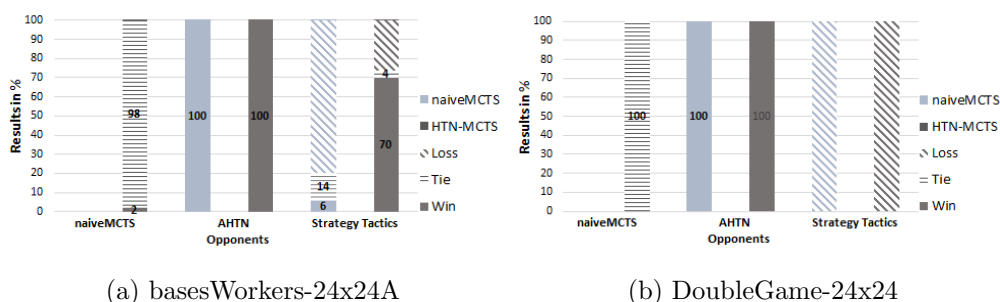 Results in %
100
90
80
70
60
50
40
30
20
10
0
98
2
100
100
14
6
4
70
naiveMCTS
AHTN
Strategy Tactics
Opponents
naiveMCTS
HTN-MCTS
Loss
Tie
Win
(a) basesWorkers-24x24A
Results in %
100
90
80
70
60
50
40
30
20
10
0
100
100
100
naiveMCTS
AHTN
Strategy Tactics
Opponents
naiveMCTS
HTN-MCTS
Loss
Tie
Win
(b) DoubleGame-24x24